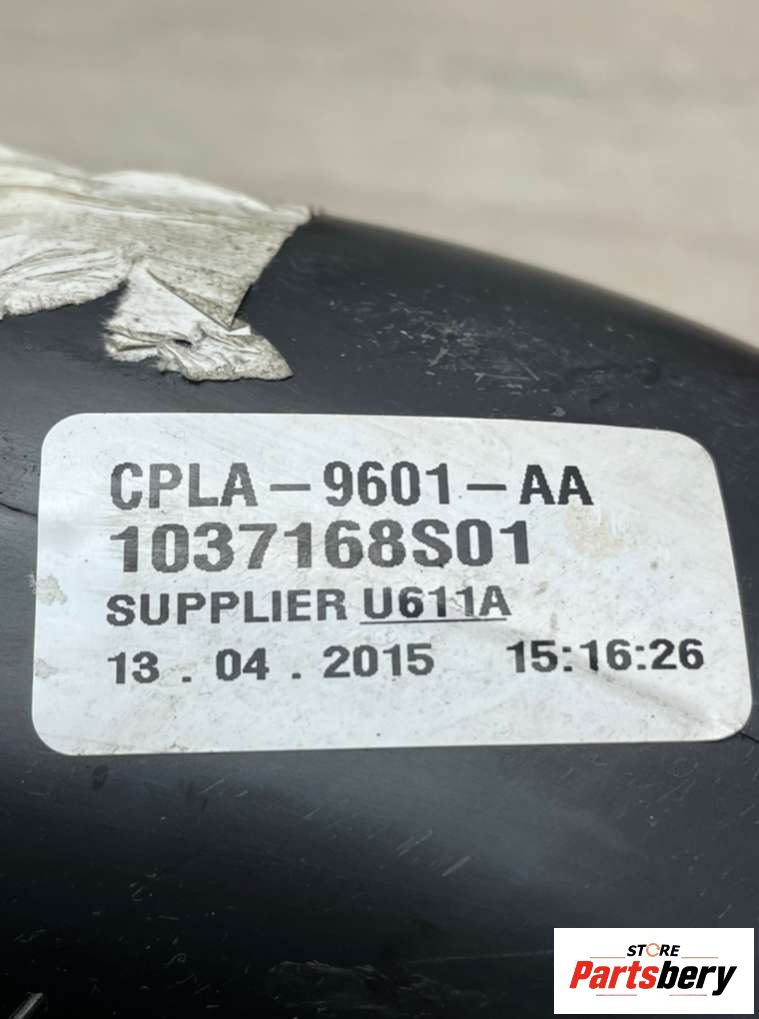 CPLA-9601-AA
1037168S01
SUPPLIER U611A
13 . 04 . 2015 15:16:26
STORE
Partsbery